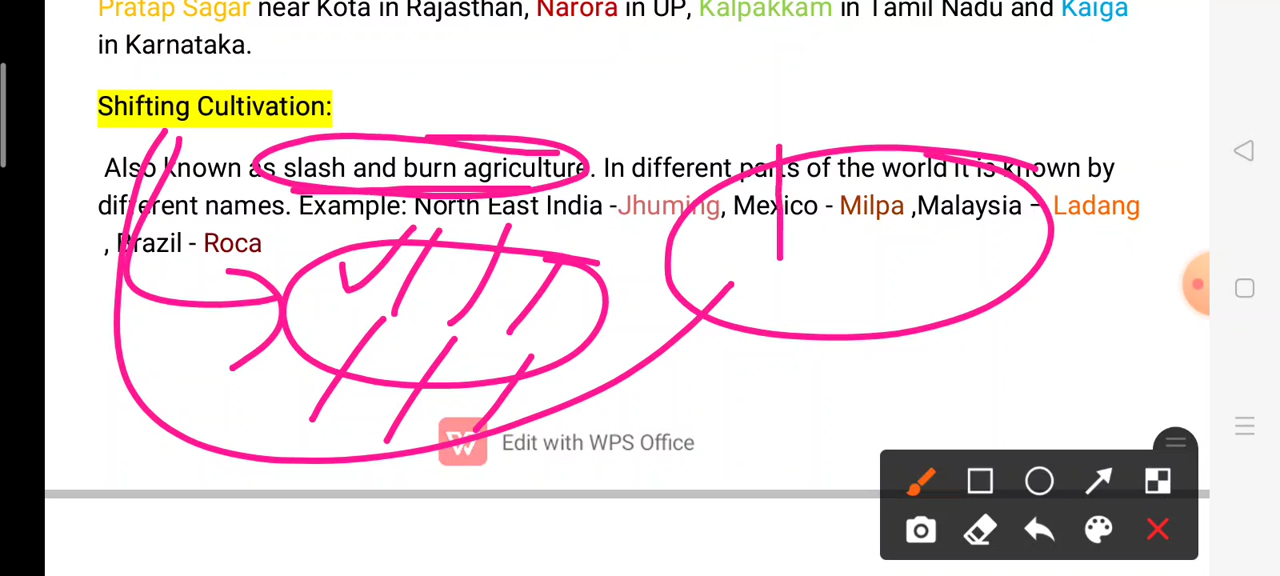 Pratap Sagar near Kota in Rajasthan, Narora in UP, Kalpakkam in Tamil Nadu and Kaiga
in Karnataka.
Shifting Cultivation:
Also known as slash and burn agriculture. In different parts of the world it is known by
different names. Example: North East India -Jhuming, Mexico - Milpa ,Malaysia – Ladang
, Brazil - Roca
W Edit with WPS Office